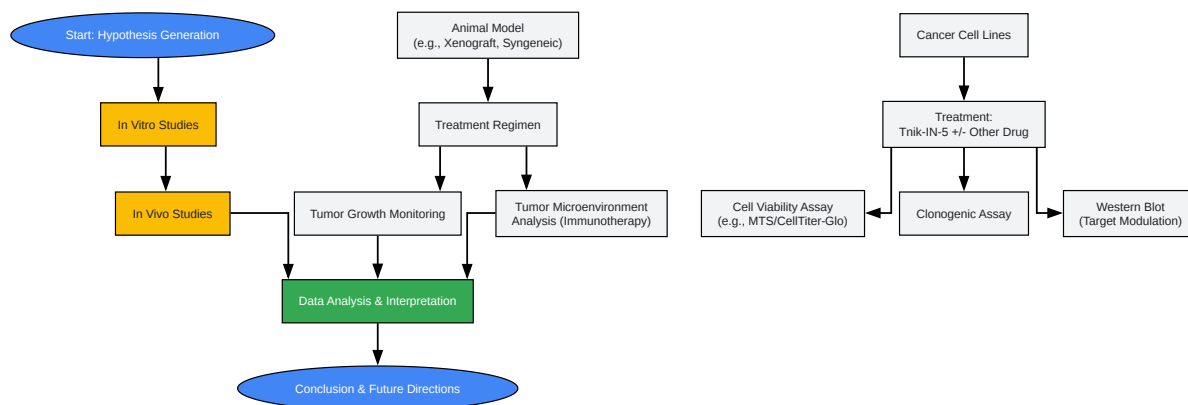 Start: Hypothesis Generation
Animal Model
(e.g., Xenograft, Syngeneic)
Cancer Cell Lines
In Vitro Studies
Treatment Regimen
Treatment:
Tnik-IN-5 +/- Other Drug
In Vivo Studies
Tumor Growth Monitoring
Tumor Microenvironment
Analysis (Immunotherapy)
Cell Viability Assay
(e.g., MTS/CellTiter-Glo)
Clonogenic Assay
Western Blot
(Target Modulation)
Data Analysis & Interpretation
Conclusion & Future Directions